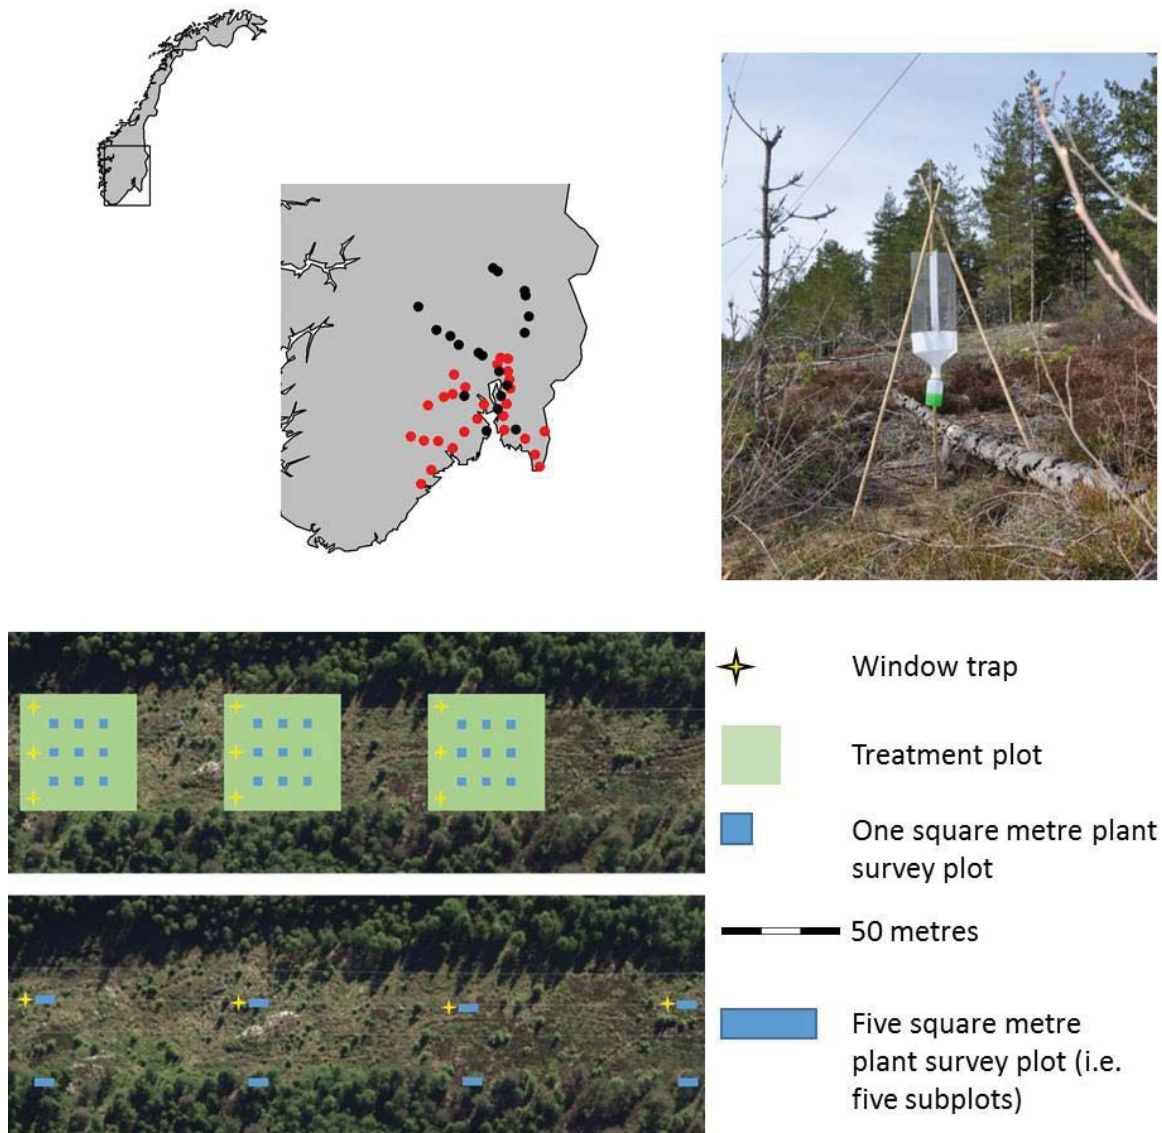 Window trap
Treatment plot
One square metre plant
survey plot
50 metres
Five square metre
plant survey plot (i.e.
five subplots)